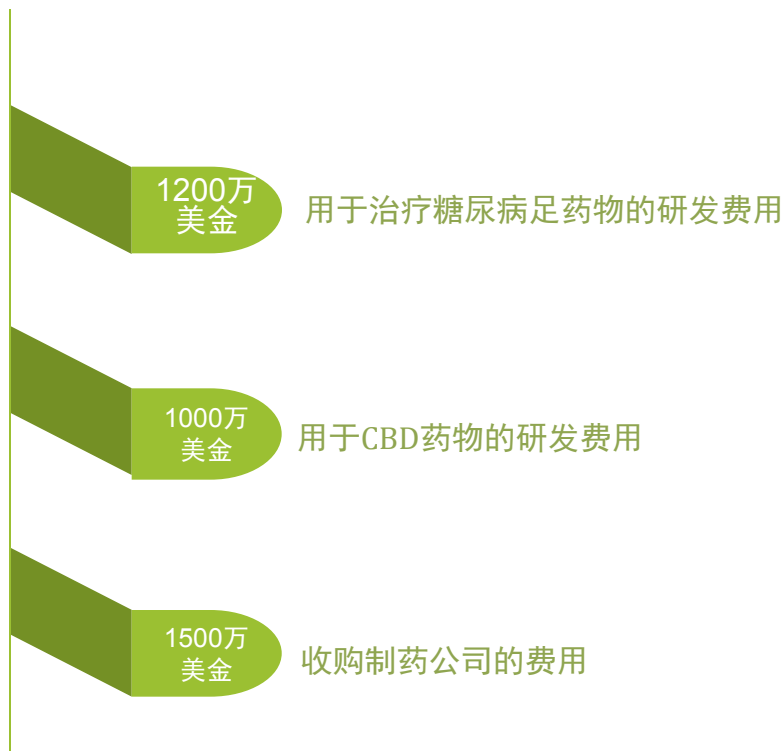 1200万
美金
用于治疗糖尿病足药物的研发费用
1000万
美金
用于CBD药物的研发费用
1500万
美金
收购制药公司的费用